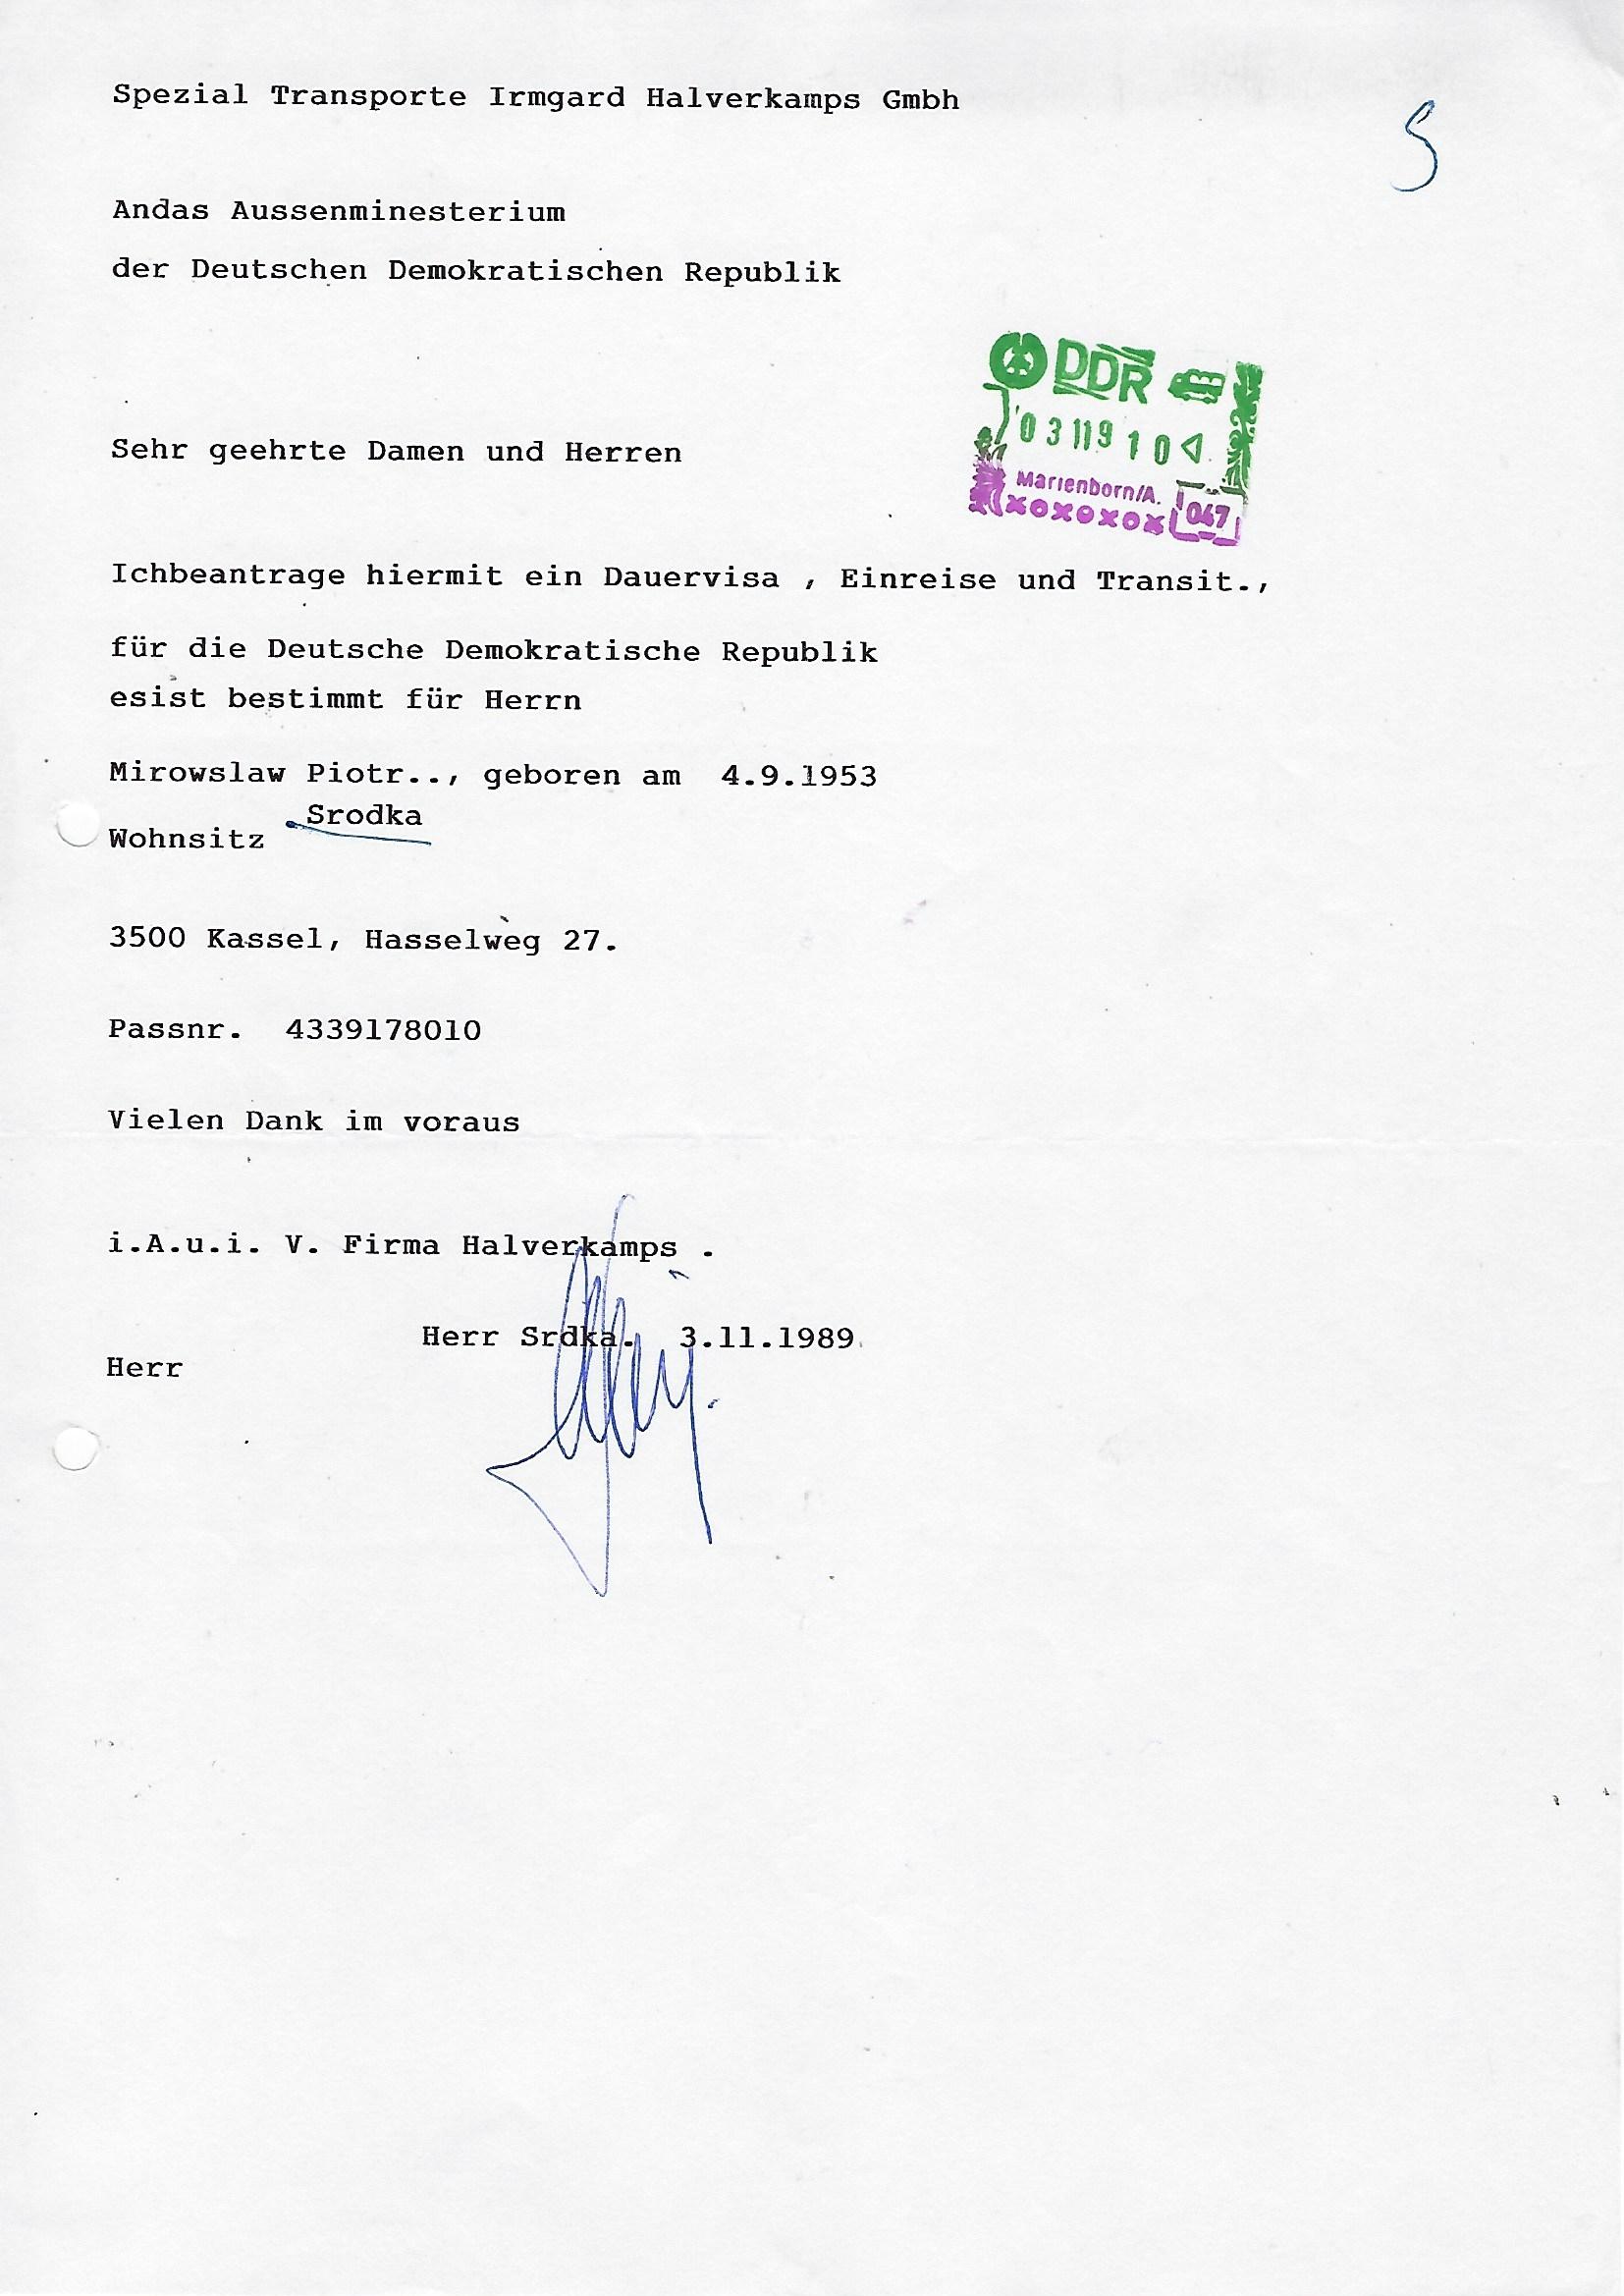 Spezial Transporte Irmgard Halverkamps Gmbh
S
Andas Aussenminesterium
der Deutschen Demokratischen Republik
DDR
03 11 9 10
Sehr geehrte Damen und Herren
Marienborn/A.
xoxoxox 047
Ichbeantrage hiermit ein Dauervisa , Einreise und Transit.,
für die Deutsche Demokratische Republik
esist bestimmt für Herrn
Mirowslaw Piotr.., geboren am 4.9.1953
Srodka
Wohnsitz
3500 Kassel, Hasselweg 27.
Passnr. 4339178010
Vielen Dank im voraus
i.A.u.i. V. Firma Halverkamps .
Herr Srdka. 3.11.1989.
Herr